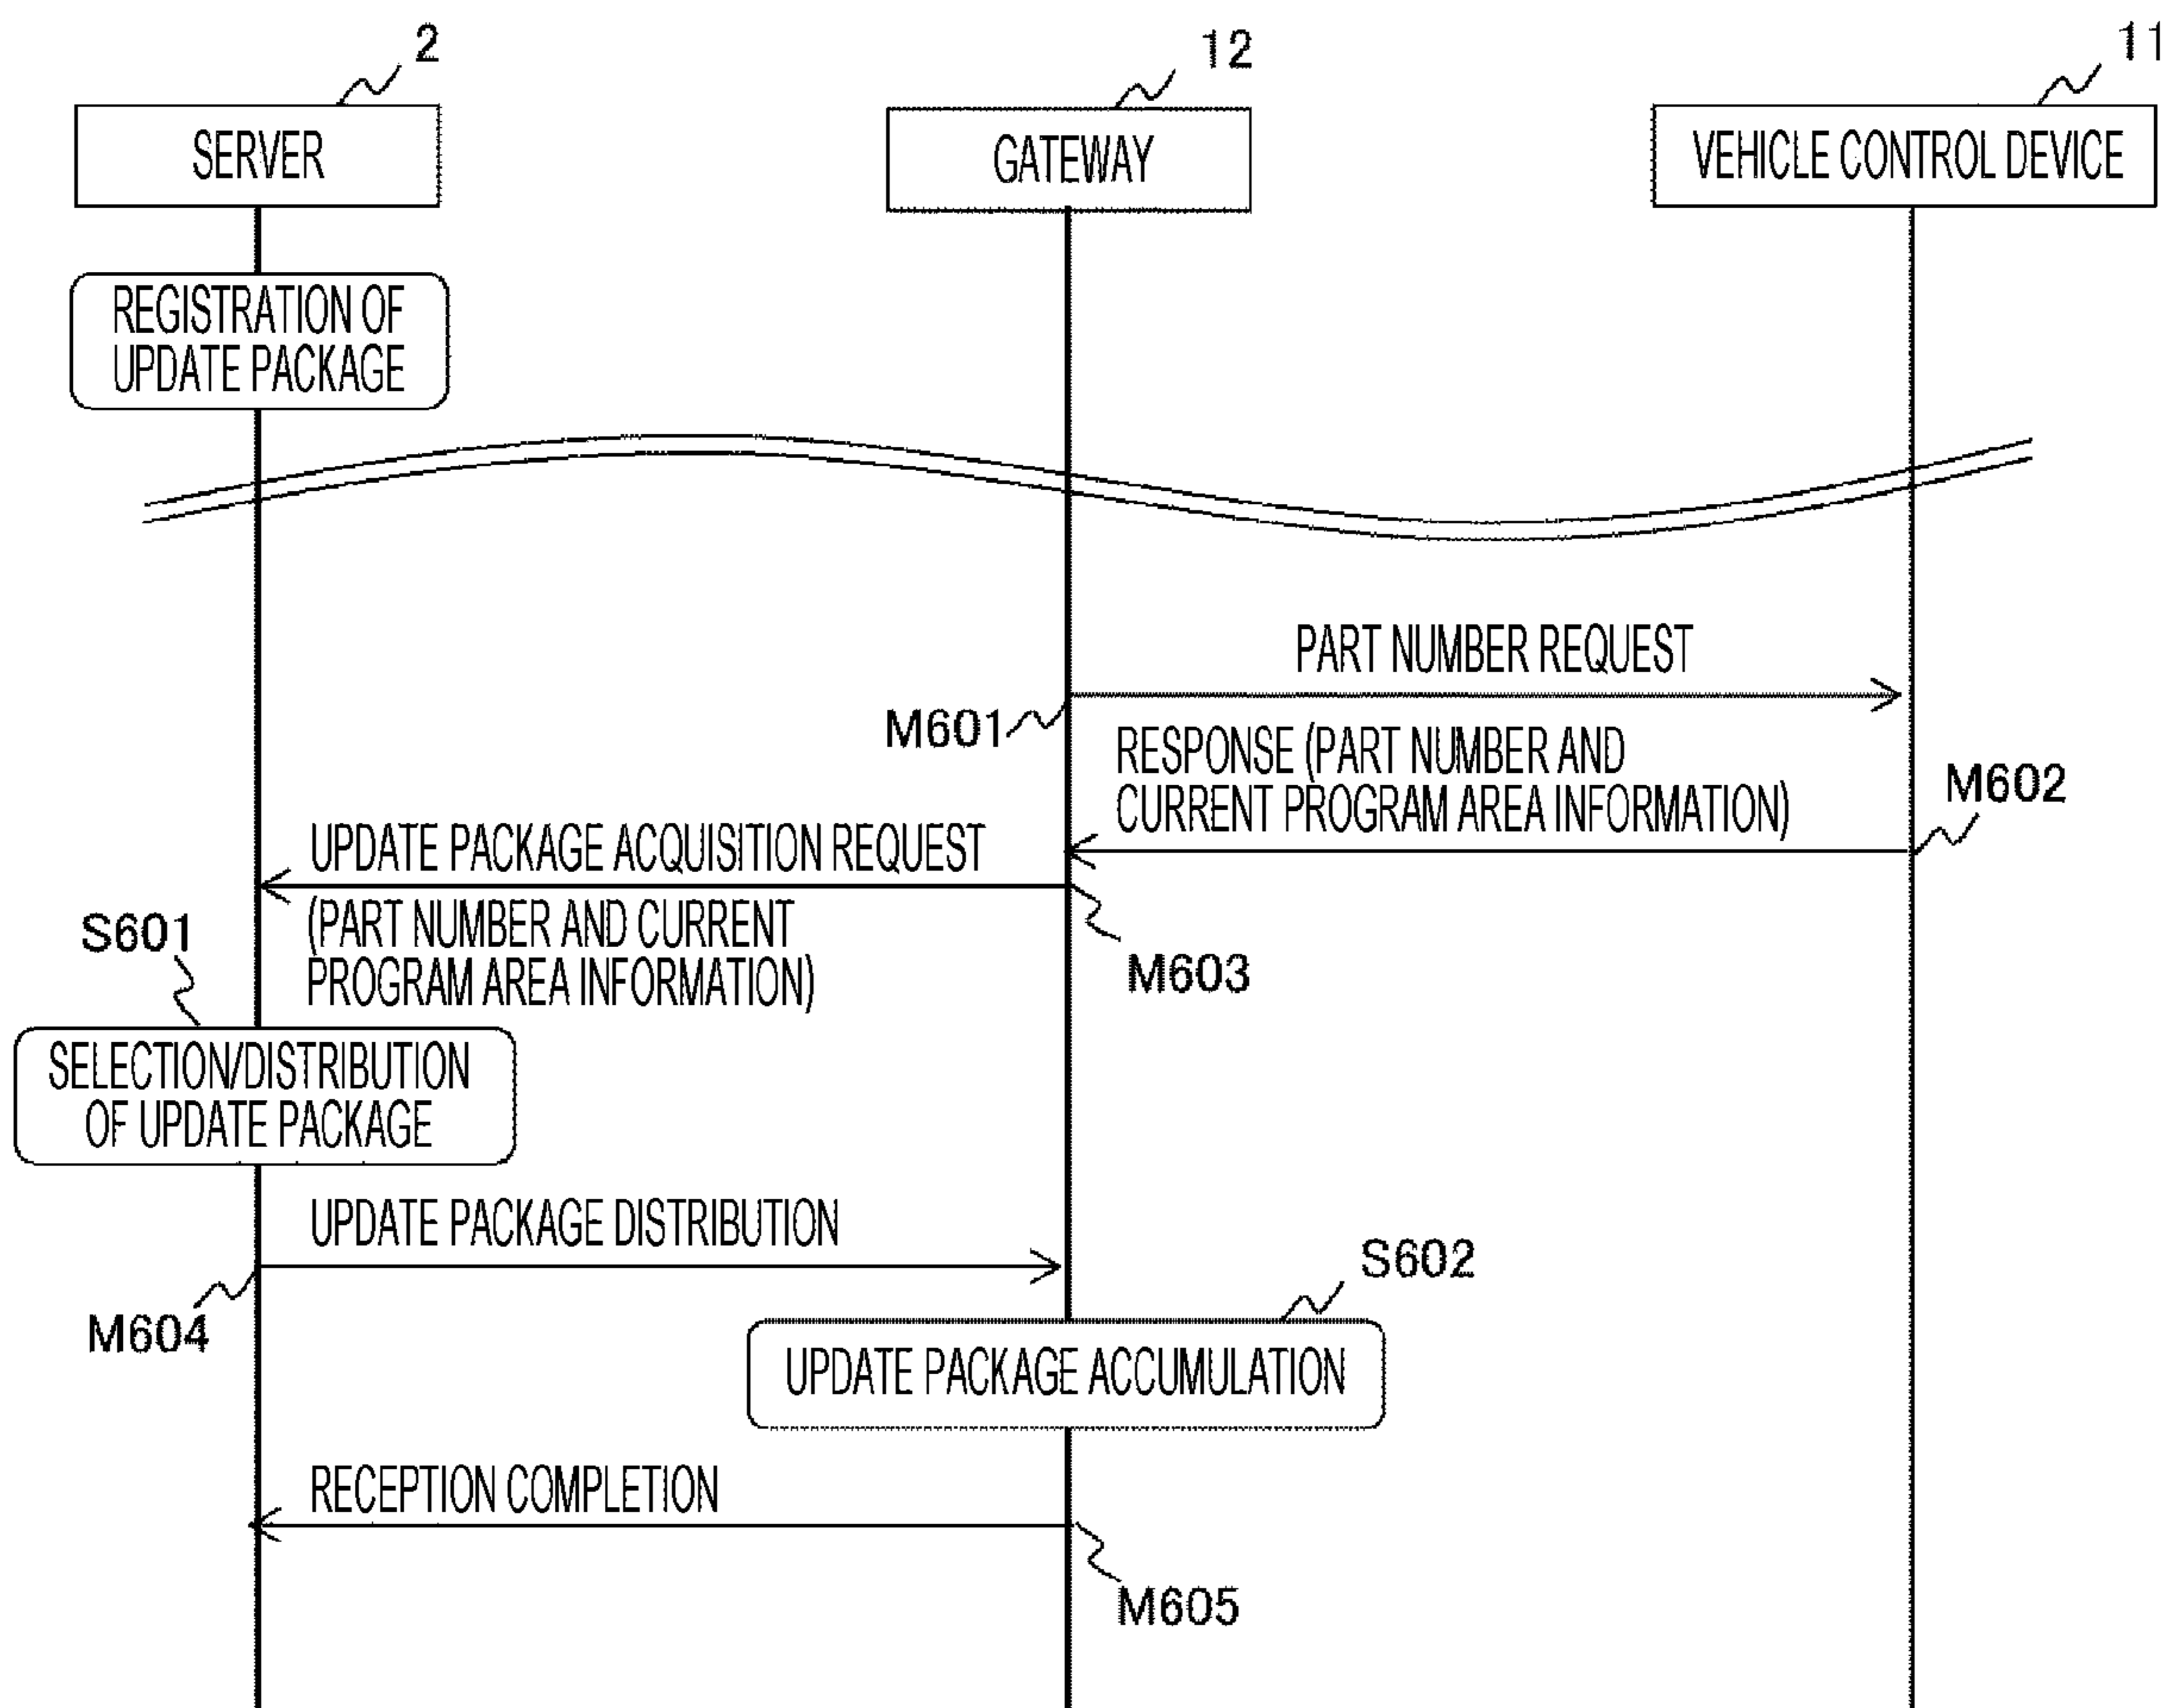 2
12
11
SERVER
GATEWAY
VEHICLE CONTROL DEVICE
REGISTRATION OF
UPDATE PACKAGE
PART NUMBER REQUEST
M601
RESPONSE (PART NUMBER AND
CURRENT PROGRAM AREA INFORMATION)
M602
UPDATE PACKAGE ACQUISITION REQUEST
(PART NUMBER AND CURRENT
PROGRAM AREA INFORMATION)
M603
S601
SELECTION/DISTRIBUTION
OF UPDATE PACKAGE
UPDATE PACKAGE DISTRIBUTION
M604
S602
UPDATE PACKAGE ACCUMULATION
RECEPTION COMPLETION
M605